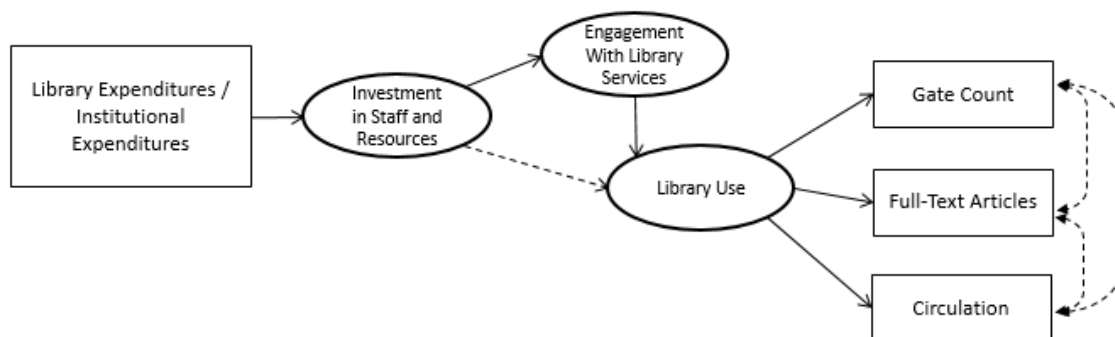 Library Expenditures /
Institutional
Expenditures
Investment
in Staff and
Resources
Engagement
With Library
Services
Library Use
Gate Count
Full-Text Articles
Circulation